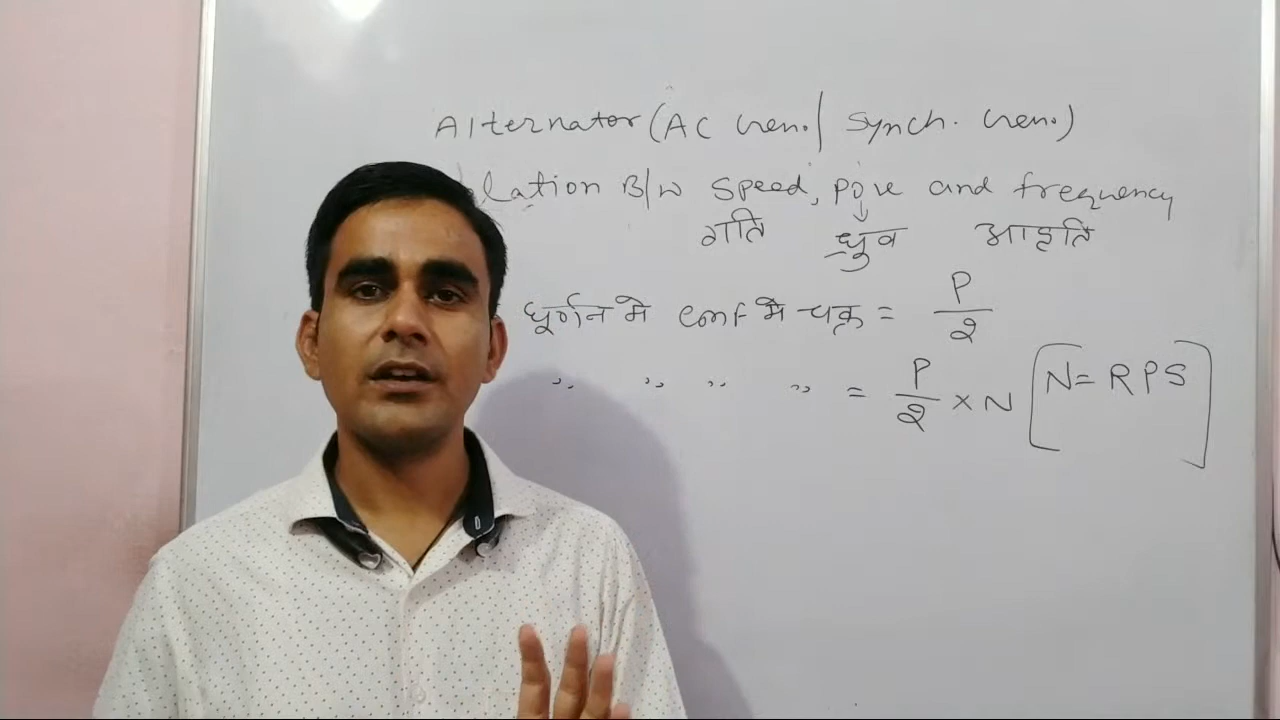 Alternator (AC Gen. / Synch. Gen.)
lation B/w Speed, Pole and frequency
गति ध्रुव आवृति
घूर्णन मे emf मे चक्र = P/2
,, ,, ,, ,, = P/2 × N [N = RPS]